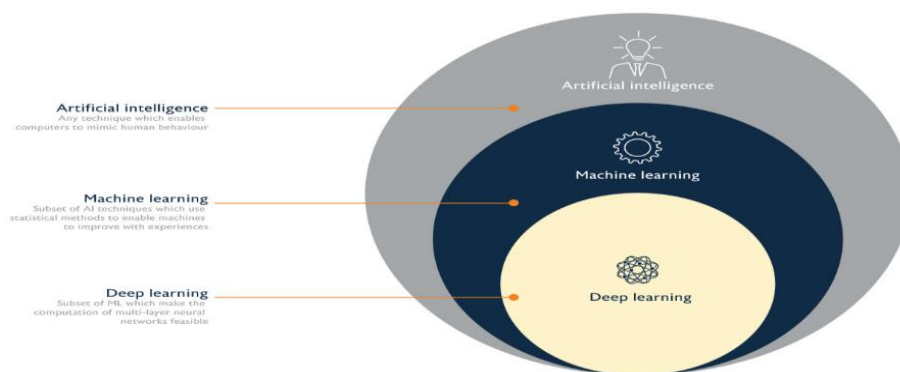 Artificial intelligence
Any technique which enables
computers to mimic human behaviour
Machine learning
Subset of AI techniques which use
statistical methods to enable machines
to improve with experiences
Deep learning
Subset of ML which make the
computation of multi-layer neural
networks feasible
Artificial intelligence
Machine learning
Deep learning